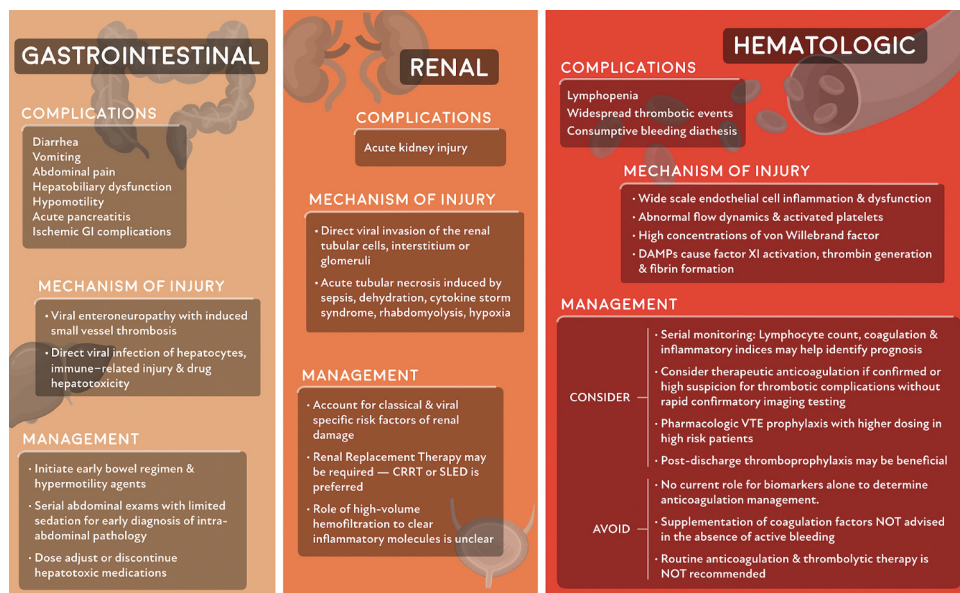 GASTROINTESTINAL
COMPLICATIONS
Diarrhea
Vomiting
Abdominal pain
Hepatobiliary dysfunction
Hypomotility
Acute pancreatitis
Ischemic GI complications
MECHANISM OF INJURY
· Viral enteroneuropathy with induced
small vessel thrombosis
· Direct viral infection of hepatocytes,
immune-related injury & drug
hepatotoxicity
MANAGEMENT
· Initiate early bowel regimen &
hypermotility agents
· Serial abdominal exams with limited
sedation for early diagnosis of intra-
abdominal pathology
· Dose adjust or discontinue
hepatotoxic medications
RENAL
COMPLICATIONS
Acute kidney injury
MECHANISM OF INJURY
· Direct viral invasion of the renal
tubular cells, interstitium or
glomeruli
· Acute tubular necrosis induced by
sepsis, dehydration, cytokine storm
syndrome, rhabdomyolysis, hypoxia
MANAGEMENT
· Account for classical & viral
specific risk factors of renal
damage
· Renal Replacement Therapy may
be required — CRRT or SLED is
preferred
· Role of high-volume
hemofiltration to clear
inflammatory molecules is unclear
HEMATOLOGIC
COMPLICATIONS
Lymphopenia
Widespread thrombotic events
Consumptive bleeding diathesis
MECHANISM OF INJURY
· Wide scale endothelial cell inflammation & dysfunction
· Abnormal flow dynamics & activated platelets
· High concentrations of von Willebrand factor
· DAMPs cause factor XI activation, thrombin generation
& fibrin formation
MANAGEMENT
CONSIDER
· Serial monitoring: Lymphocyte count, coagulation &
inflammatory indices may help identify prognosis
· Consider therapeutic anticoagulation if confirmed or
high suspicion for thrombotic complications without
rapid confirmatory imaging testing
· Pharmacologic VTE prophylaxis with higher dosing in
high risk patients
· Post-discharge thromboprophylaxis may be beneficial
AVOID
· No current role for biomarkers alone to determine
anticoagulation management.
· Supplementation of coagulation factors NOT advised
in the absence of active bleeding
· Routine anticoagulation & thrombolytic therapy is
NOT recommended